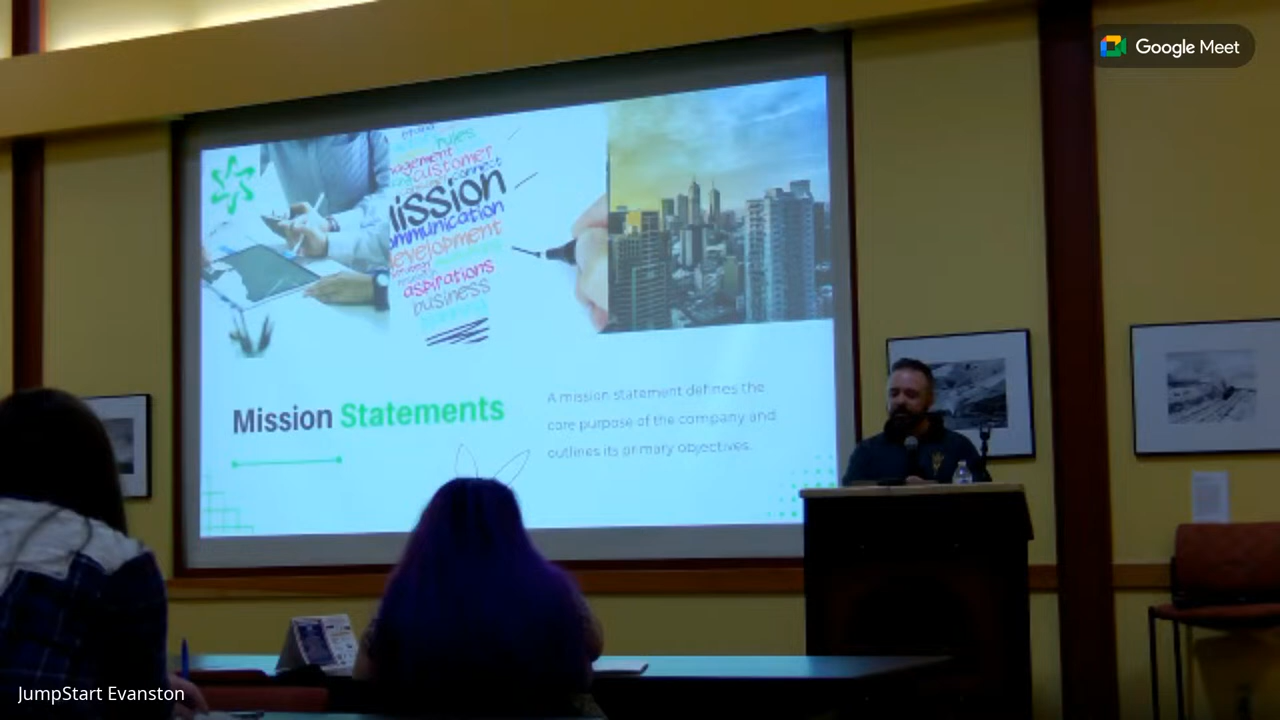 Google Meet
rules
customer
connect
Mission
communication
development
aspirations
business
Mission Statements
A mission statement defines the
core purpose of the company and
outlines its primary objectives.
JumpStart Evanston